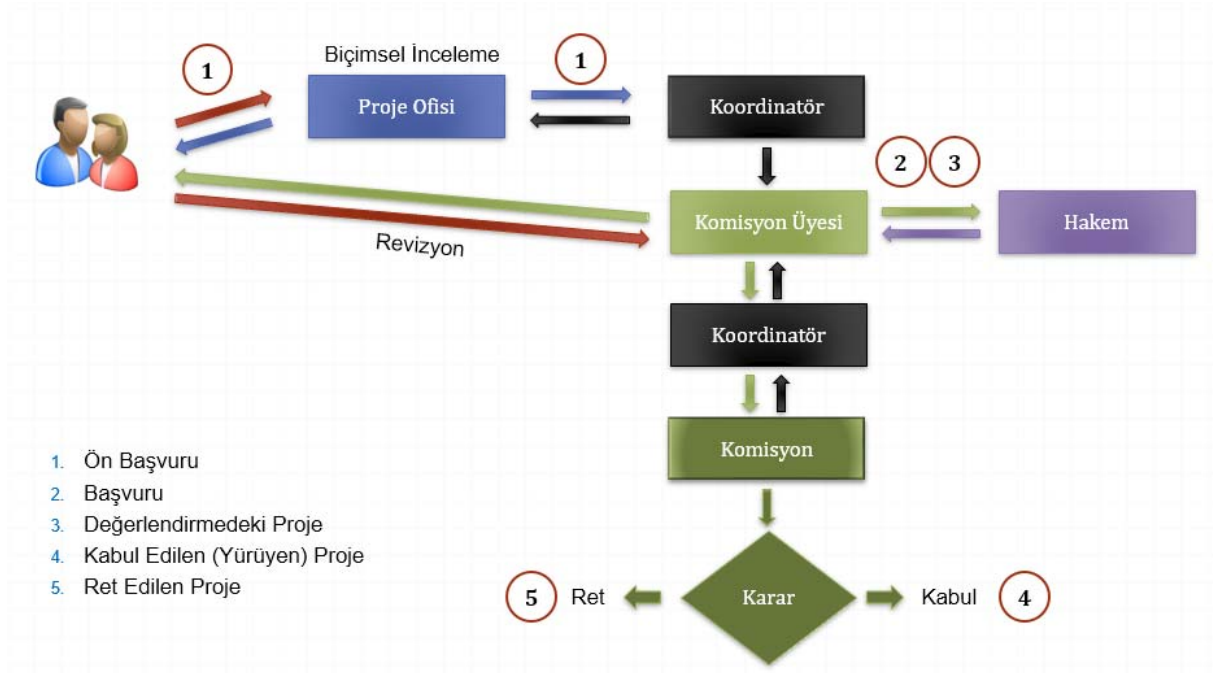 Biçimsel İnceleme
1
1
Proje Ofisi
Koordinatör
2
3
Komisyon Üyesi
Hakem
Revizyon
Koordinatör
Komisyon
1. Ön Başvuru
2. Başvuru
3. Değerlendirmedeki Proje
4. Kabul Edilen (Yürüyen) Proje
5. Ret Edilen Proje
5
Ret
Karar
Kabul
4